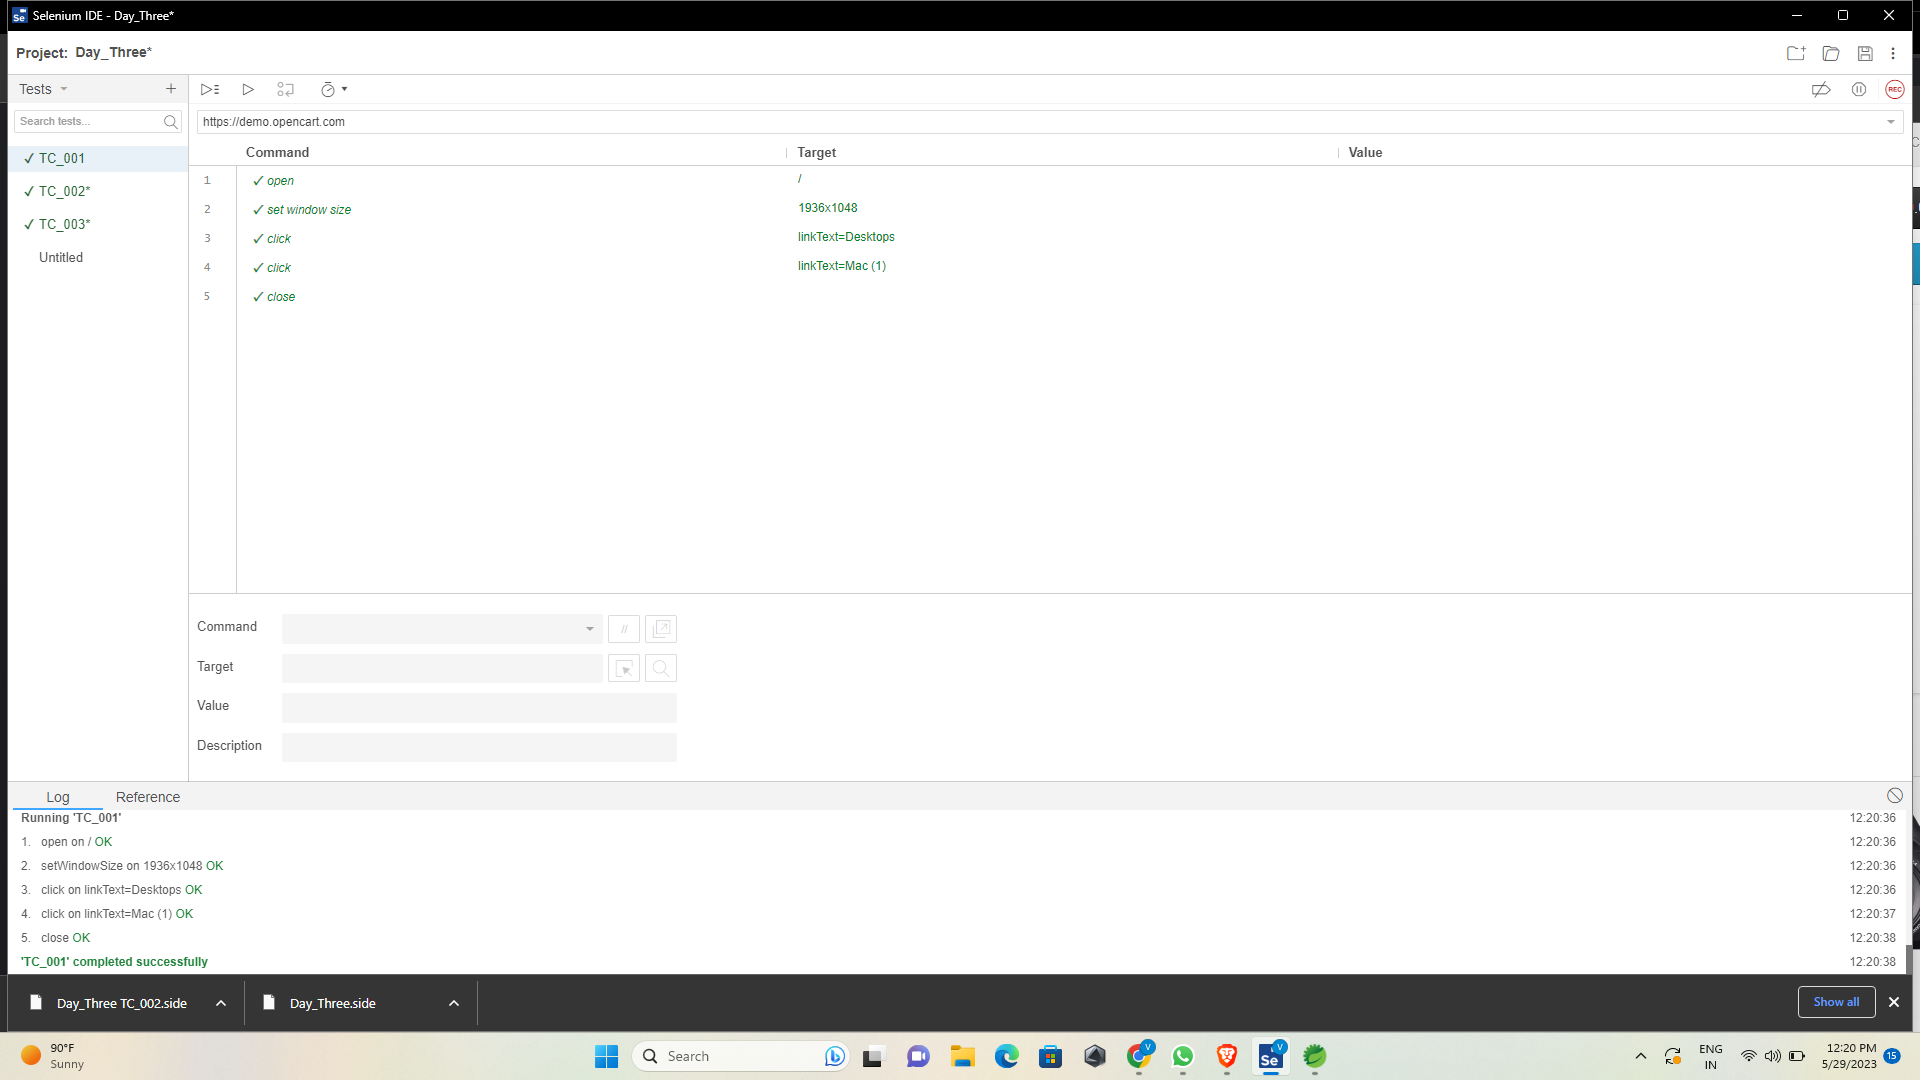 Selenium IDE - Day_Three*
Project: Day_Three*
Tests
Search tests...
https://demo.opencart.com
Command Target Value
✓ TC_001
✓ TC_002*
✓ TC_003*
Untitled
1 ✓ open /
2 ✓ set window size 1936x1048
3 ✓ click linkText=Desktops
4 ✓ click linkText=Mac (1)
5 ✓ close
REC
Command
//
Target
Value
Description
Log Reference
Running 'TC_001' 12:20:36
1. open on / OK 12:20:36
2. setWindowSize on 1936x1048 OK 12:20:36
3. click on linkText=Desktops OK 12:20:36
4. click on linkText=Mac (1) OK 12:20:37
5. close OK 12:20:38
'TC_001' completed successfully 12:20:38
Day_Three TC_002.side Day_Three.side Show all
90°F
Sunny
Search
V
Se
V
ENG
IN
12:20 PM
5/29/2023
15